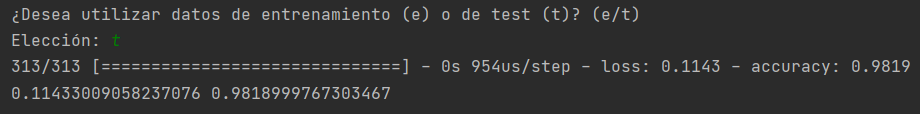 ¿Desea utilizar datos de entrenamiento (e) o de test (t)? (e/t)
Elección: t
313/313 [==============================] - 0s 954us/step - loss: 0.1143 - accuracy: 0.9819
0.11433009058237076 0.9818999767303467